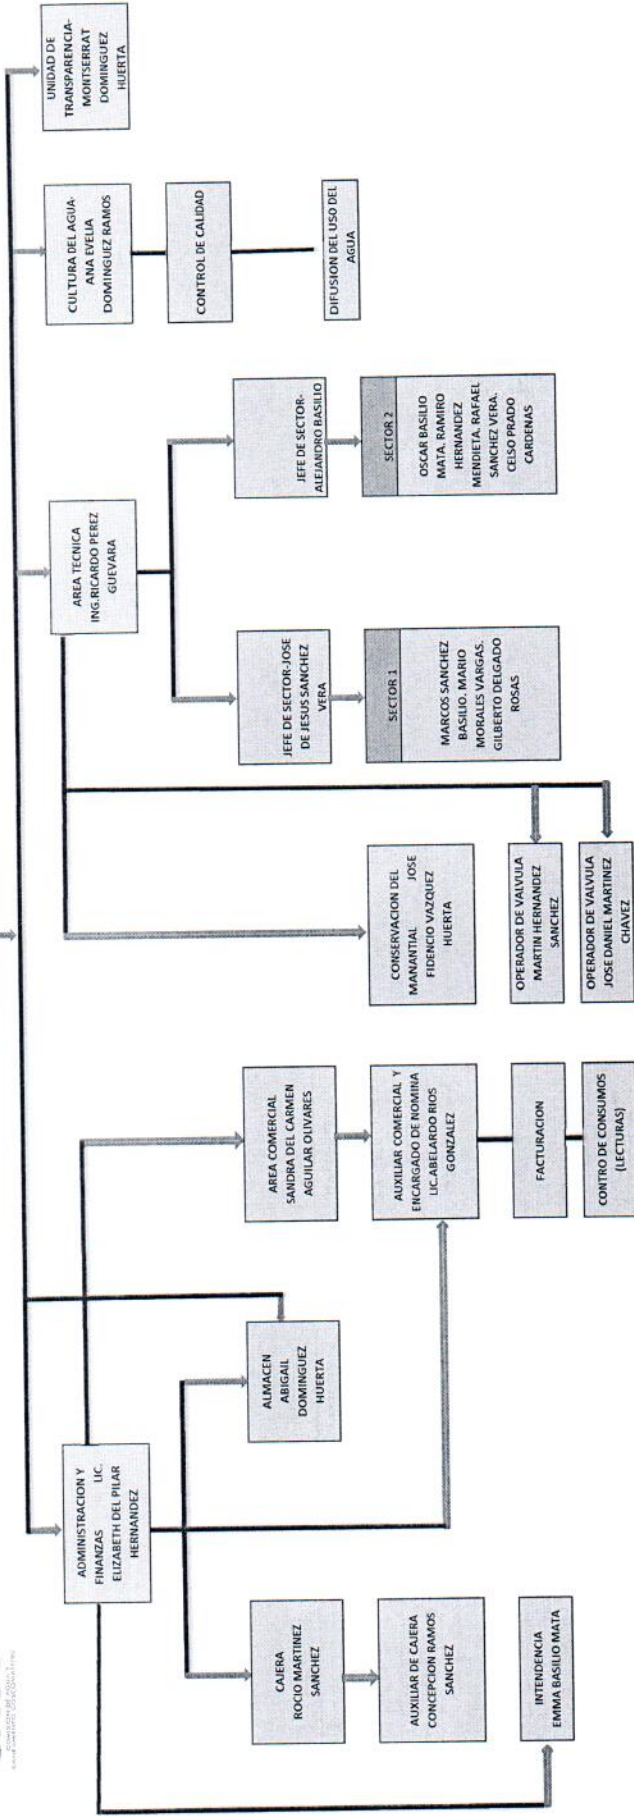 COMISION DE AGUA Y
SANEAMIENTO COSCOMATEPEC
ADMINISTRACION Y
FINANZAS LIC.
ELIZABETH DEL PILAR
HERNANDEZ
CAJERA
ROCIO MARTINEZ
SANCHEZ
AUXILIAR DE CAJERA
CONCEPCION RAMOS
SANCHEZ
INTENDENCIA
EMMA BASILIO MATA
ALMACEN
ABIGAIL
DOMINGUEZ
HUERTA
AREA COMERCIAL
SANDRA DEL CARMEN
AGUILAR OLIVARES
AUXILIAR COMERCIAL Y
ENCARGADO DE NOMINA
LIC.ABELARDO RIOS
GONZALEZ
FACTURACION
CONTRO DE CONSUMOS
(LECTURAS)
AREA TECNICA
ING.RICARDO PEREZ
GUEVARA
CONSERVACION DEL
MANANTIAL JOSE
FIDENCIO VAZQUEZ
HUERTA
OPERADOR DE VALVULA
MARTIN HERNANDEZ
SANCHEZ
OPERADOR DE VALVULA
JOSE DANIEL MARTINEZ
CHAVEZ
JEFE DE SECTOR-JOSE
DE JESUS SANCHEZ
VERA
SECTOR 1
MARCOS SANCHEZ
BASILIO. MARIO
MORALES VARGAS.
GILBERTO DELGADO
ROSAS
JEFE DE SECTOR-
ALEJANDRO BASILIO
SECTOR 2
OSCAR BASILIO
MATA. RAMIRO
HERNANDEZ
MENDIETA. RAFAEL
SANCHEZ VERA.
CELSO PRADO
CARDENAS
CULTURA DEL AGUA-
ANA EVELIA
DOMINGUEZ RAMOS
CONTROL DE CALIDAD
DIFUSION DEL USO DEL
AGUA
UNIDAD DE
TRANSPARENCIA-
MONTSERRAT
DOMINGUEZ
HUERTA